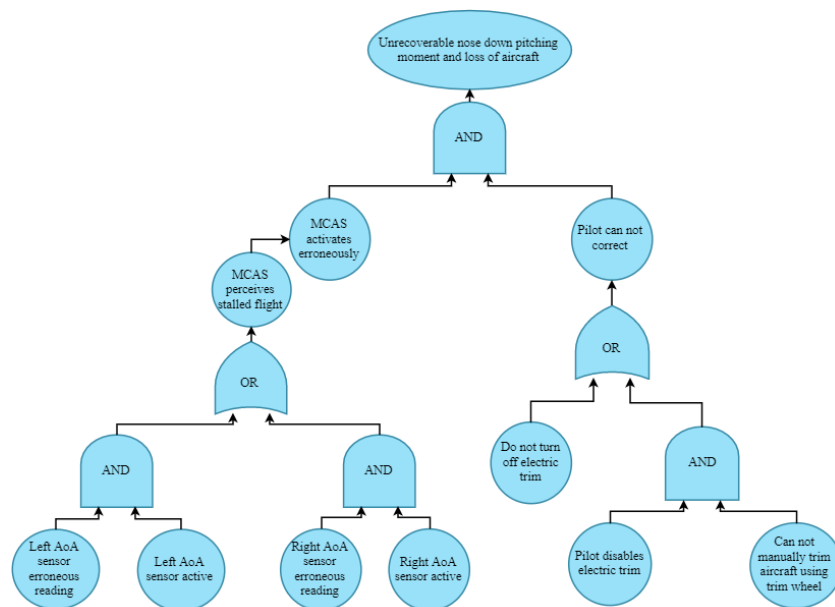 Unrecoverable nose down pitching
moment and loss of aircraft
AND
MCAS
activates
erroneously
Pilot can not
correct
MCAS
perceives
stalled flight
OR
OR
Do not turn
off electric
trim
AND
AND
AND
Left AoA
sensor
erroneous
reading
Left AoA
sensor active
Right AoA
sensor erroneous
reading
Right AoA
sensor active
Pilot disables
electric trim
Can not
manually trim
aircraft using
trim wheel